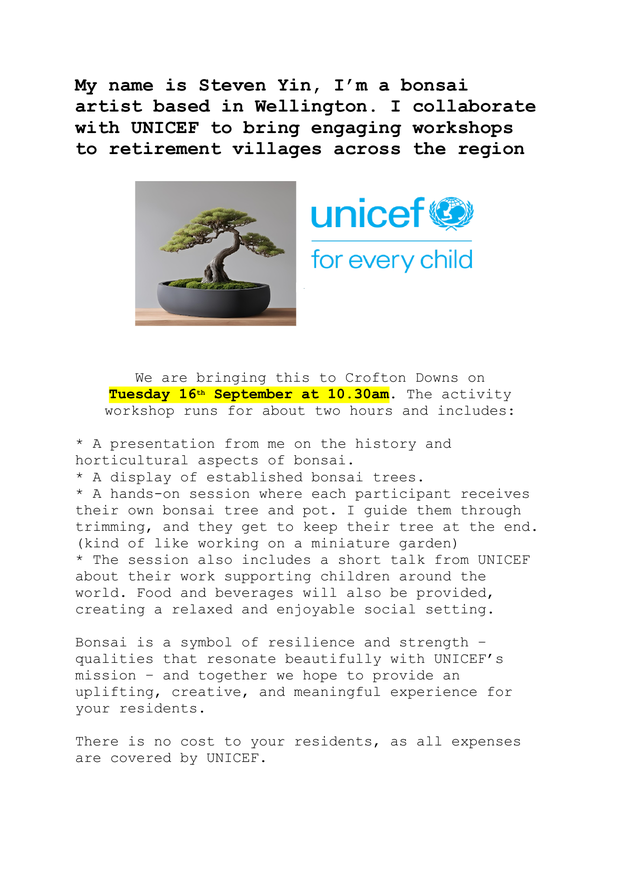 My name is Steven Yin, I’m a bonsai
artist based in Wellington. I collaborate
with UNICEF to bring engaging workshops
to retirement villages across the region
unicef
for every child
We are bringing this to Crofton Downs on
Tuesday 16th September at 10.30am. The activity
workshop runs for about two hours and includes:
* A presentation from me on the history and
horticultural aspects of bonsai.
* A display of established bonsai trees.
* A hands-on session where each participant receives
their own bonsai tree and pot. I guide them through
trimming, and they get to keep their tree at the end.
(kind of like working on a miniature garden)
* The session also includes a short talk from UNICEF
about their work supporting children around the
world. Food and beverages will also be provided,
creating a relaxed and enjoyable social setting.
Bonsai is a symbol of resilience and strength –
qualities that resonate beautifully with UNICEF’s
mission – and together we hope to provide an
uplifting, creative, and meaningful experience for
your residents.
There is no cost to your residents, as all expenses
are covered by UNICEF.